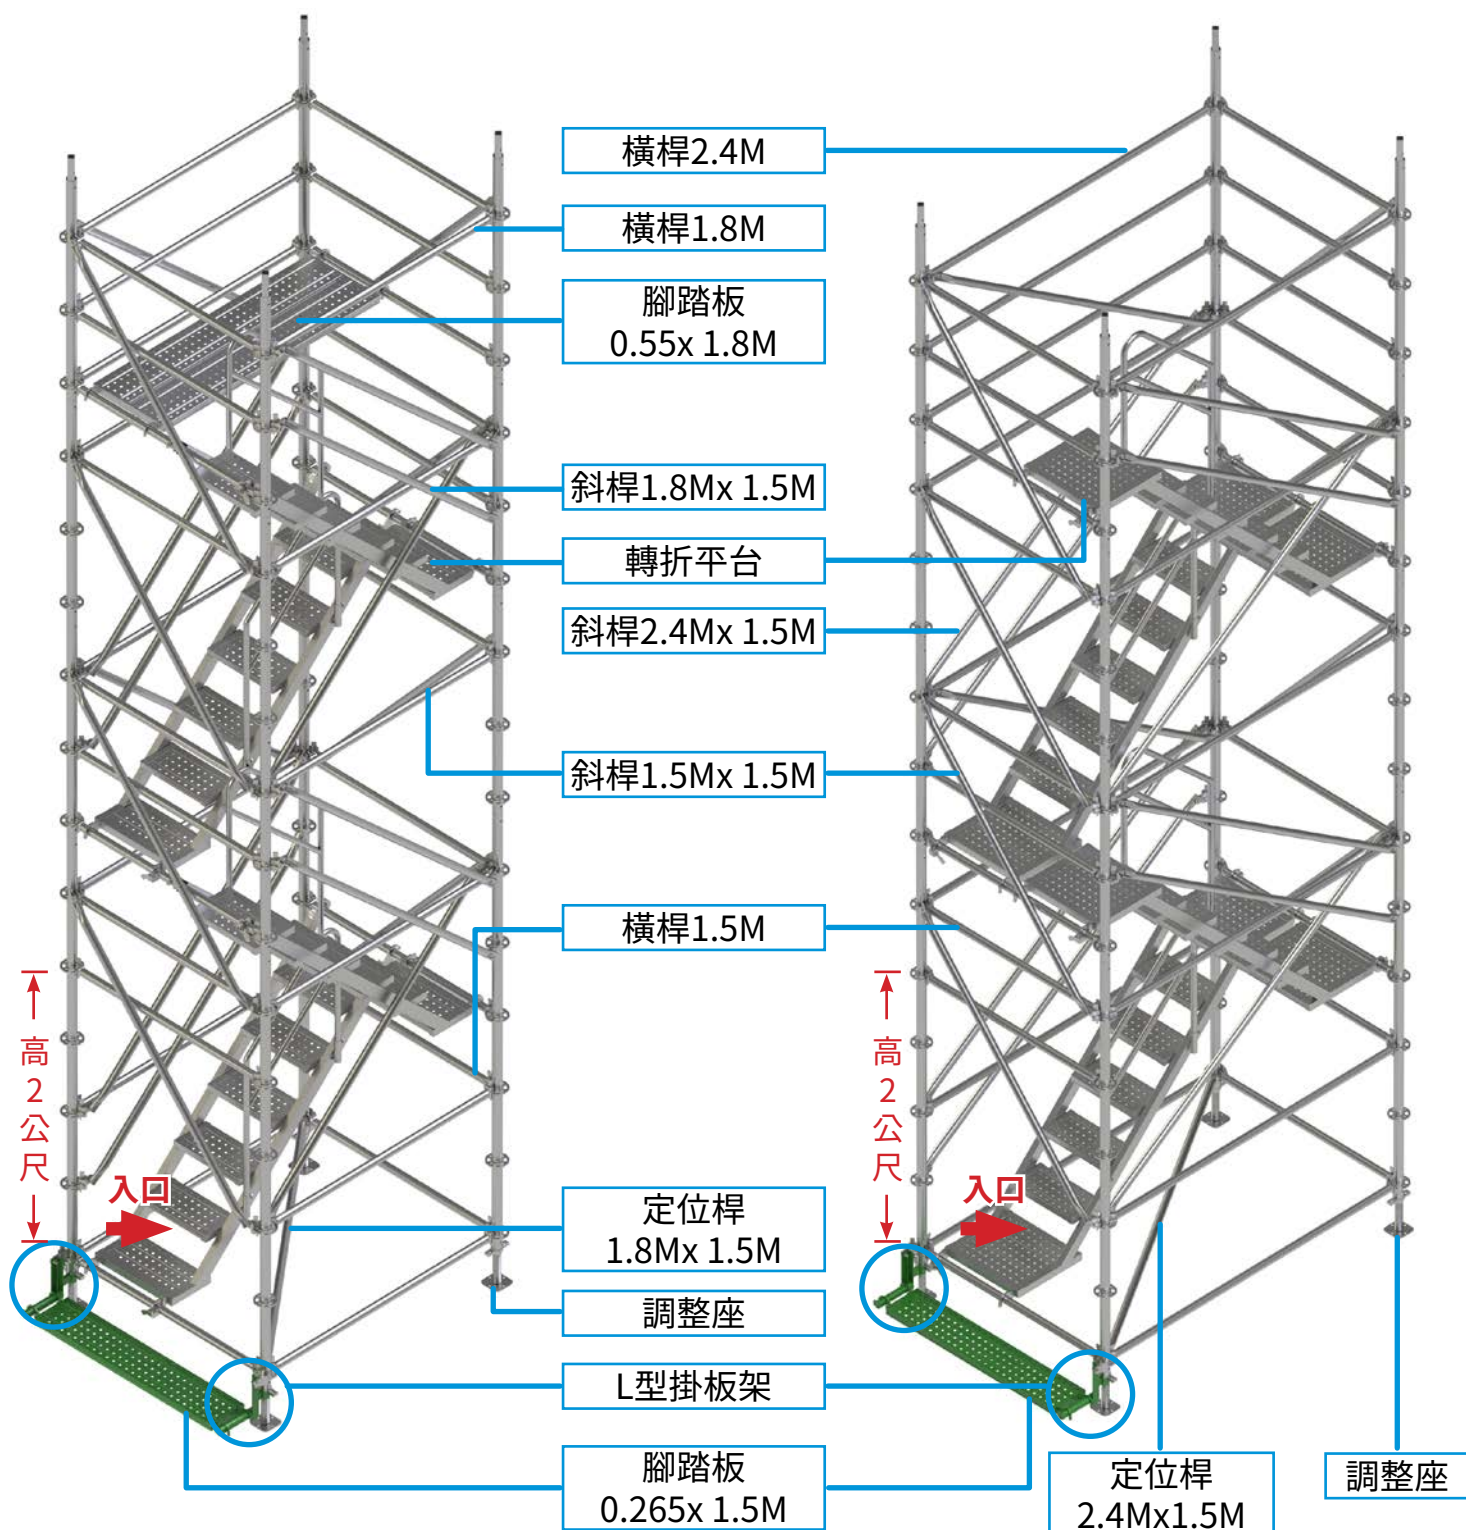 橫桿2.4M
橫桿1.8M
腳踏板
0.55x 1.8M
斜桿1.8Mx 1.5M
轉折平台
斜桿2.4Mx 1.5M
斜桿1.5Mx 1.5M
橫桿1.5M
高2公尺
高2公尺
入口
入口
定位桿
1.8Mx 1.5M
調整座
L型掛板架
腳踏板
0.265x 1.5M
定位桿
2.4Mx1.5M
調整座